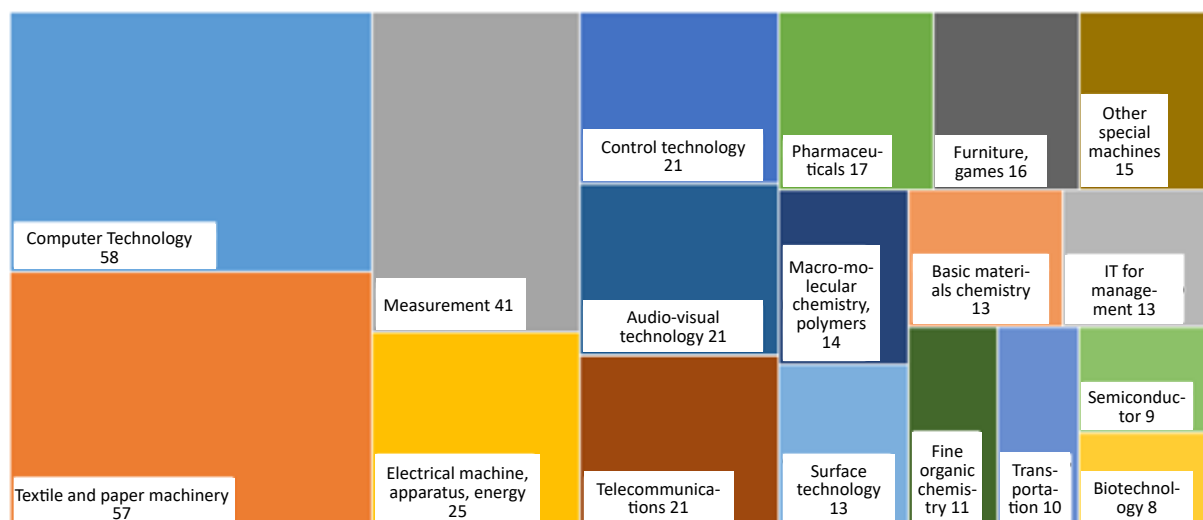 Computer Technology
58
Textile and paper machinery
57
Measurement 41
Electrical machine,
apparatus, energy
25
Control technology
21
Audio-visual
technology 21
Telecommunica-
tions 21
Pharmaceu-
ticals 17
Furniture,
games 16
Other
special
machines
15
Macro-mo-
lecular
chemistry,
polymers
14
Basic materi-
als chemistry
13
IT for
manage-
ment 13
Surface
technology
13
Fine
organic
chemis-
try 11
Trans-
porta-
tion 10
Semiconduc-
tor 9
Biotechnol-
ogy 8